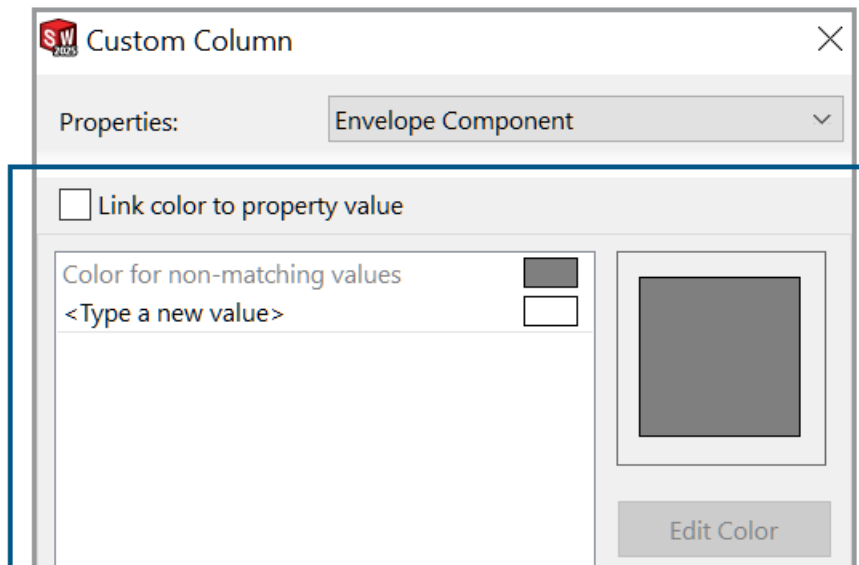 SW
2025
Custom Column
Properties:
Envelope Component
Link color to property value
Color for non-matching values
<Type a new value>
Edit Color